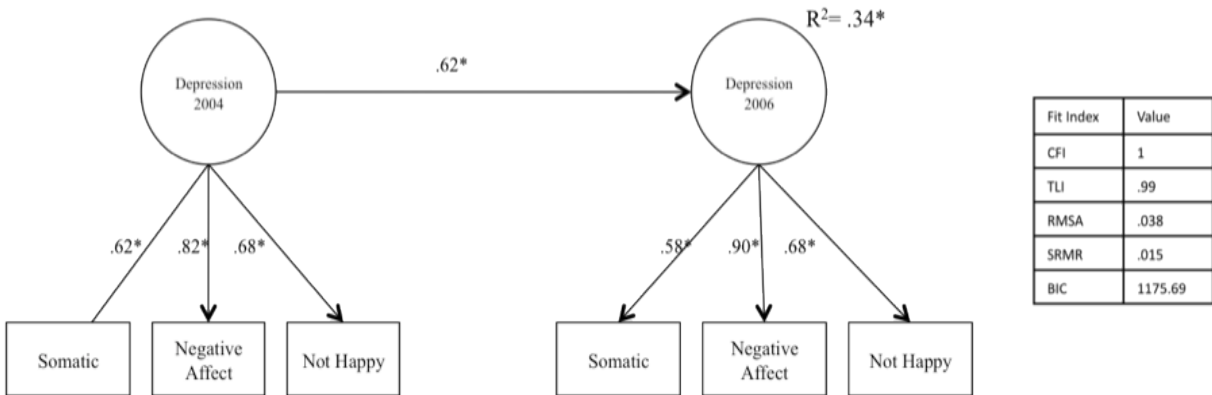 R²= .34*
.62*
Depression
2004
Depression
2006
.62* .82* .68*
.58* .90* .68*
Somatic
Negative
Affect
Not Happy
Somatic
Negative
Affect
Not Happy
Fit Index Value
CFI 1
TLI .99
RMSA .038
SRMR .015
BIC 1175.69